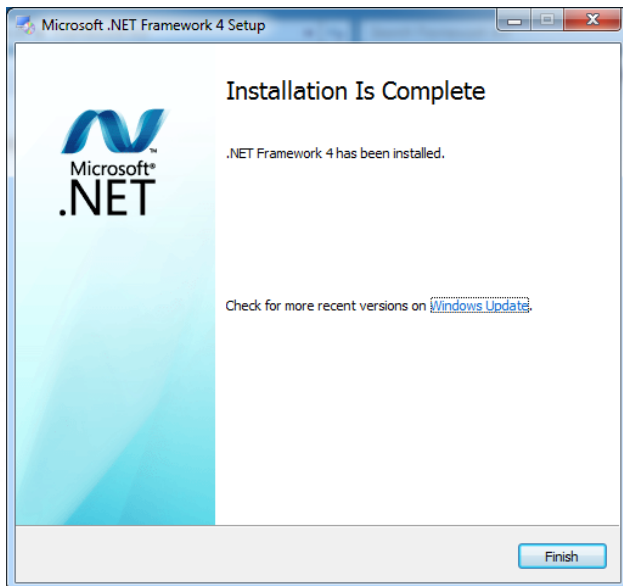 Microsoft .NET Framework 4 Setup
Installation Is Complete
.NET Framework 4 has been installed.
Microsoft®
.NET
Check for more recent versions on Windows Update.
Finish